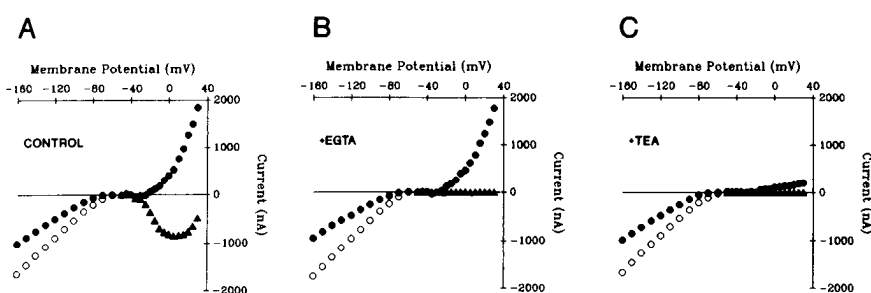 A
Membrane Potential (mV)
-160 -120 -80 -40 0 40
2000
1000
0
-1000
-2000
Current (nA)
CONTROL
B
Membrane Potential (mV)
-160 -120 -80 -40 0 40
2000
1000
0
-1000
-2000
Current (nA)
+EGTA
C
Membrane Potential (mV)
-160 -120 -80 -40 0 40
2000
1000
0
-1000
-2000
Current (nA)
+TEA